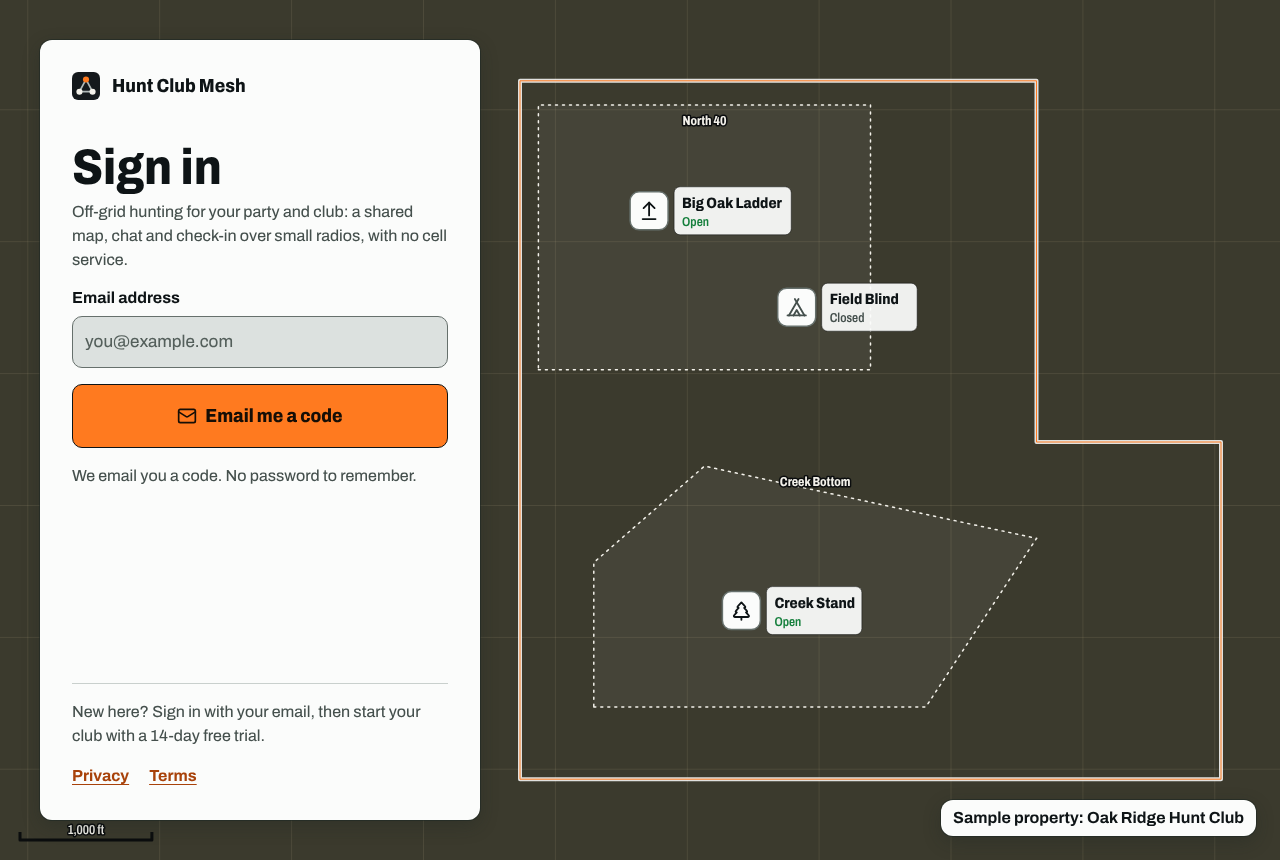 Hunt Club Mesh
Sign in
Off-grid hunting for your party and club: a shared
map, chat and check-in over small radios, with no cell
service.
Email address
you@example.com
Email me a code
We email you a code. No password to remember.
New here? Sign in with your email, then start your
club with a 14-day free trial.
Privacy Terms
1,000 ft
North 40
Big Oak Ladder
Open
Field Blind
Closed
Creek Bottom
Creek Stand
Open
Sample property: Oak Ridge Hunt Club